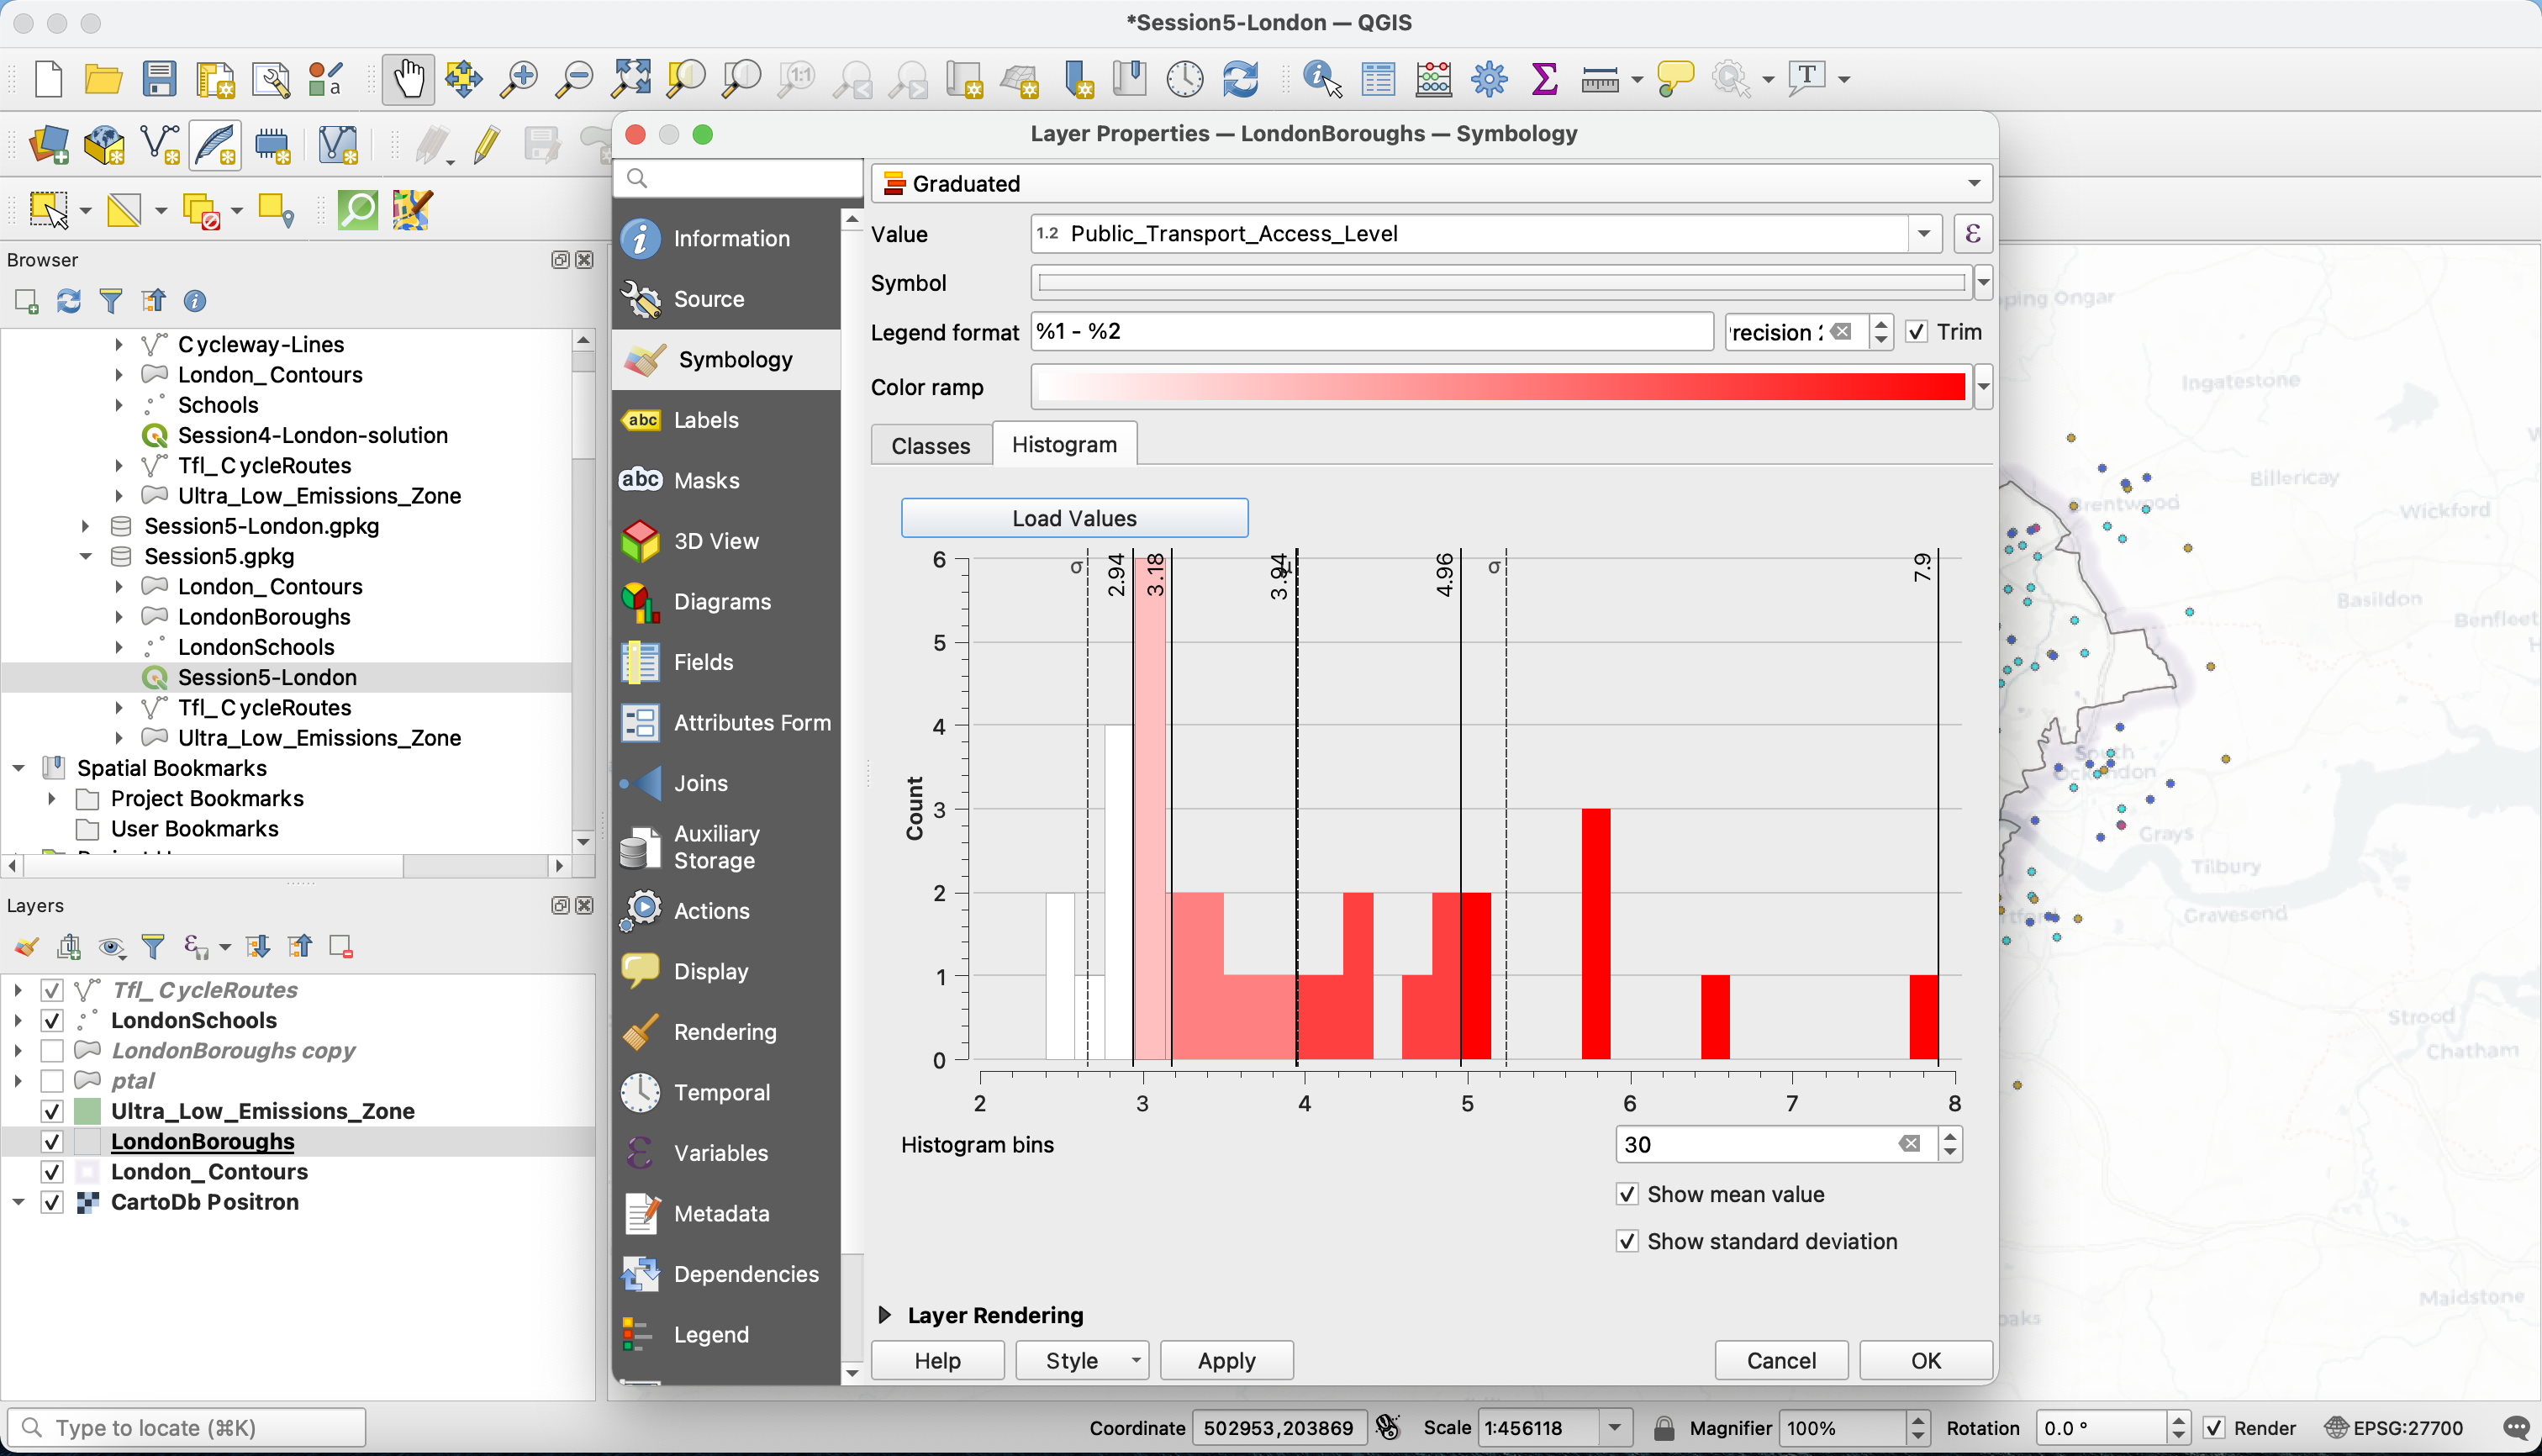 *Session5-London — QGIS
Layer Properties — LondonBoroughs — Symbology
Browser
Cycleway-Lines
London_Contours
Schools
Session4-London-solution
Tfl_CycleRoutes
Ultra_Low_Emissions_Zone
Session5-London.gpkg
Session5.gpkg
London_Contours
LondonBoroughs
LondonSchools
Session5-London
Tfl_CycleRoutes
Ultra_Low_Emissions_Zone
Spatial Bookmarks
Project Bookmarks
User Bookmarks
Layers
Tfl_CycleRoutes
LondonSchools
LondonBoroughs copy
ptal
Ultra_Low_Emissions_Zone
LondonBoroughs
London_Contours
CartoDb Positron
Information
Source
Symbology
abc Labels
abc Masks
3D View
Diagrams
Fields
Attributes Form
Joins
Auxiliary
Storage
Actions
Display
Rendering
Temporal
Variables
Metadata
Dependencies
Legend
Graduated
Value 1.2 Public_Transport_Access_Level ε
Symbol
Legend format %1 - %2 recision Trim
Color ramp
Classes Histogram
Load Values
6
5
4
3
2
1
0
Count
σ 2.94 3.18 3.94 4.96 σ 7.9
2 3 4 5 6 7 8
Histogram bins 30
Show mean value
Show standard deviation
Layer Rendering
Help Style Apply Cancel OK
ping Ongar
Ingatestone
Billericay
Brentwood
Wickford
Basildon
Benfleet
South
Ockendon
Grays
Tilbury
Gravesend
Strood
Chatham
Maidstone
oaks
Type to locate (⌘K) Coordinate 502953,203869 Scale 1:456118 Magnifier 100% Rotation 0.0 ° Render EPSG:27700